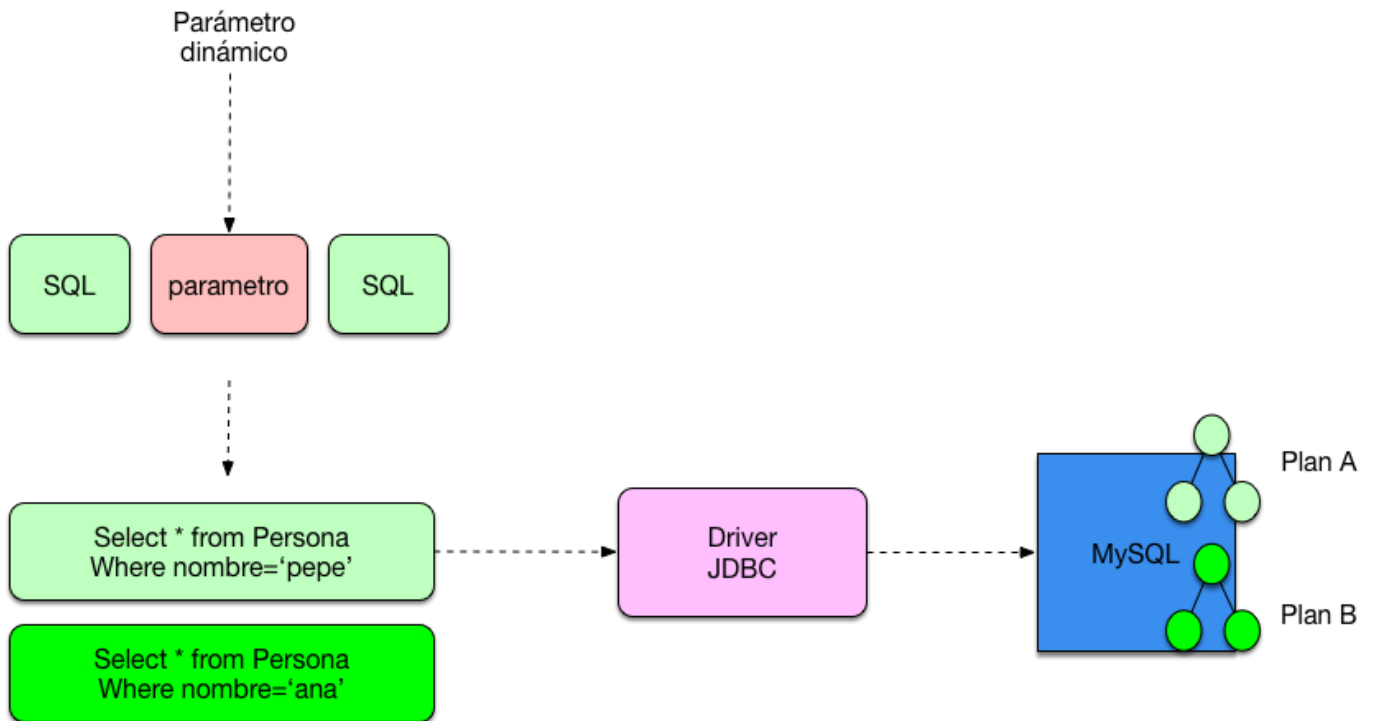 Parámetro
dinámico
SQL
parametro
SQL
Select * from Persona
Where nombre=‘pepe’
Driver
JDBC
MySQL
Plan A
Plan B
Select * from Persona
Where nombre=‘ana’